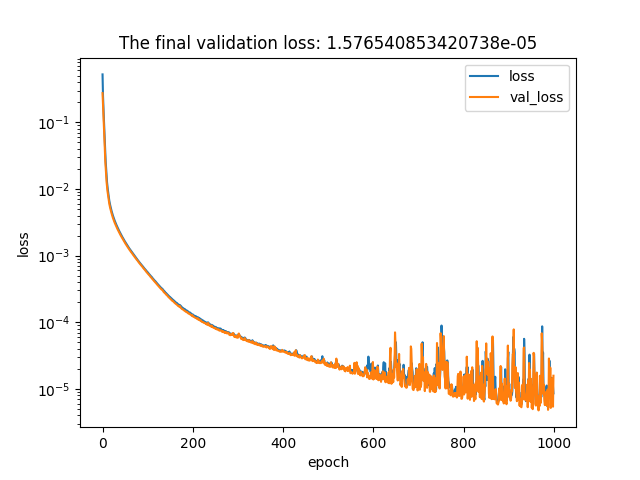 The final validation loss: 1.576540853420738e-05
loss
val_loss
10⁻¹
10⁻²
10⁻³
10⁻⁴
10⁻⁵
loss
0
200
400
600
800
1000
epoch